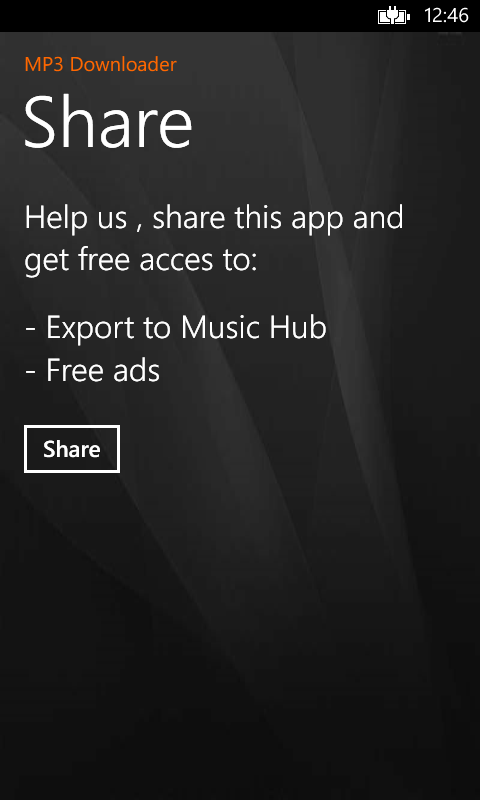 12:46
MP3 Downloader
Share
Help us , share this app and
get free acces to:
- Export to Music Hub
- Free ads
Share